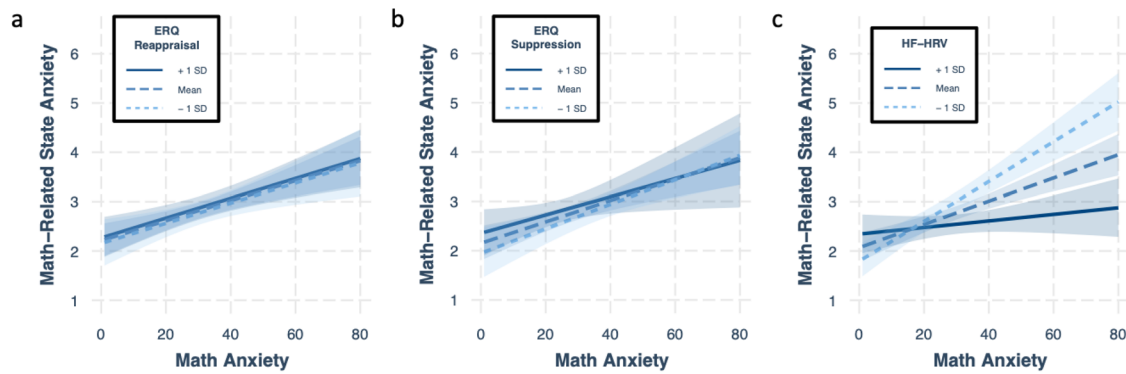 a
ERQ
Reappraisal
+ 1 SD
Mean
− 1 SD
Math−Related State Anxiety
6
5
4
3
2
1
0 20 40 60 80
Math Anxiety
b
ERQ
Suppression
+ 1 SD
Mean
− 1 SD
Math−Related State Anxiety
6
5
4
3
2
1
0 20 40 60 80
Math Anxiety
c
HF−HRV
+ 1 SD
Mean
− 1 SD
Math−Related State Anxiety
6
5
4
3
2
1
0 20 40 60 80
Math Anxiety